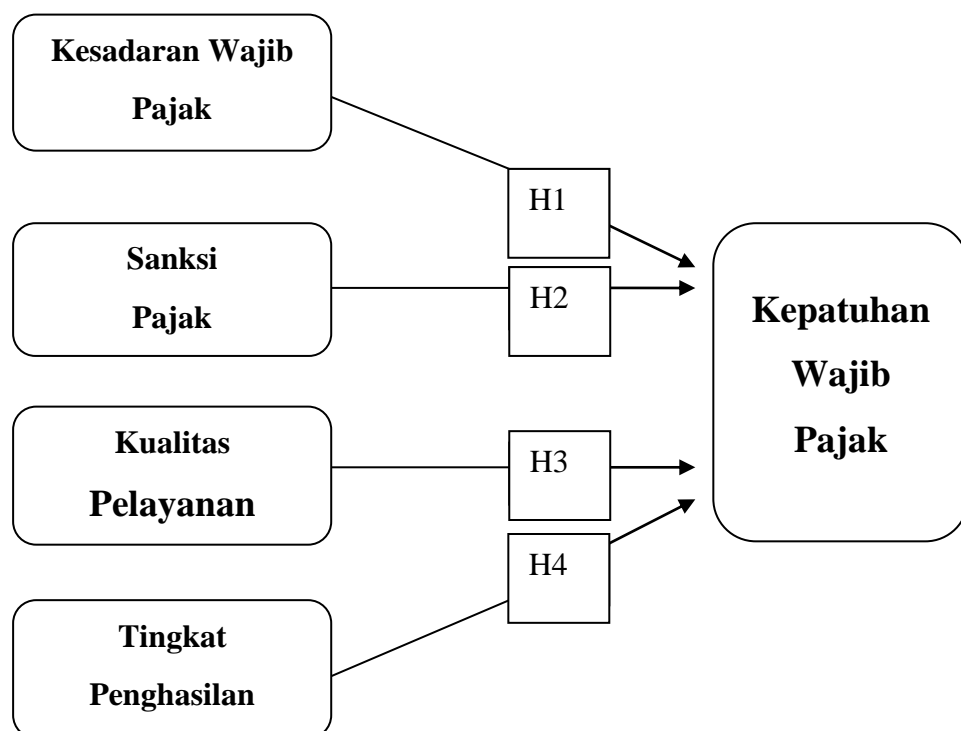 Kesadaran Wajib
Pajak
H1
Sanksi
Pajak
H2
Kualitas
Pelayanan
H3
Tingkat
Penghasilan
H4
Kepatuhan
Wajib
Pajak